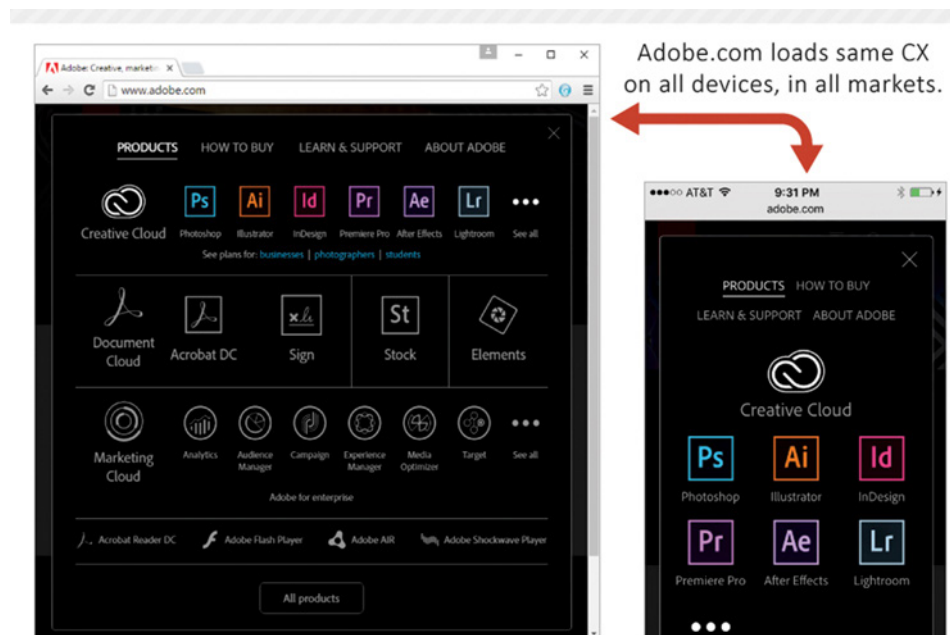 Adobe.com loads same CX
on all devices, in all markets.
Adobe: Creative, marketin
www.adobe.com
PRODUCTS HOW TO BUY LEARN & SUPPORT ABOUT ADOBE
Ps Ai Id Pr Ae Lr
Creative Cloud Photoshop Illustrator InDesign Premiere Pro After Effects Lightroom See all
See plans for: businesses | photographers | students
St
Document
Cloud
Acrobat DC Sign Stock Elements
Marketing
Cloud
Analytics
Audience
Manager
Campaign
Experience
Manager
Media
Optimizer
Target
See all
Adobe for enterprise
Acrobat Reader DC Adobe Flash Player Adobe AIR Adobe Shockwave Player
All products
AT&T 9:31 PM
adobe.com
PRODUCTS HOW TO BUY
LEARN & SUPPORT ABOUT ADOBE
Creative Cloud
Ps Ai Id
Photoshop Illustrator InDesign
Pr Ae Lr
Premiere Pro After Effects Lightroom